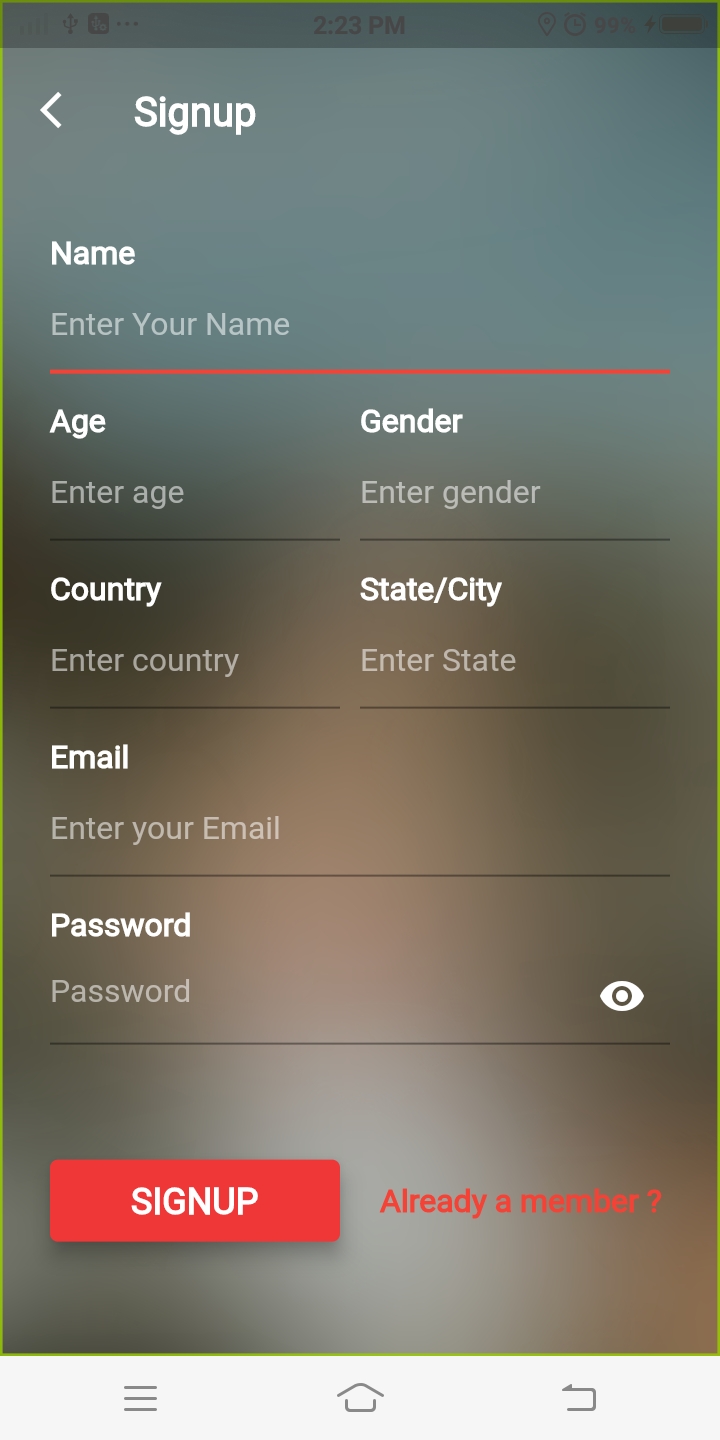 2:23 PM 99%
Signup
Name
Enter Your Name
Age Gender
Enter age Enter gender
Country State/City
Enter country Enter State
Email
Enter your Email
Password
Password
SIGNUP Already a member ?